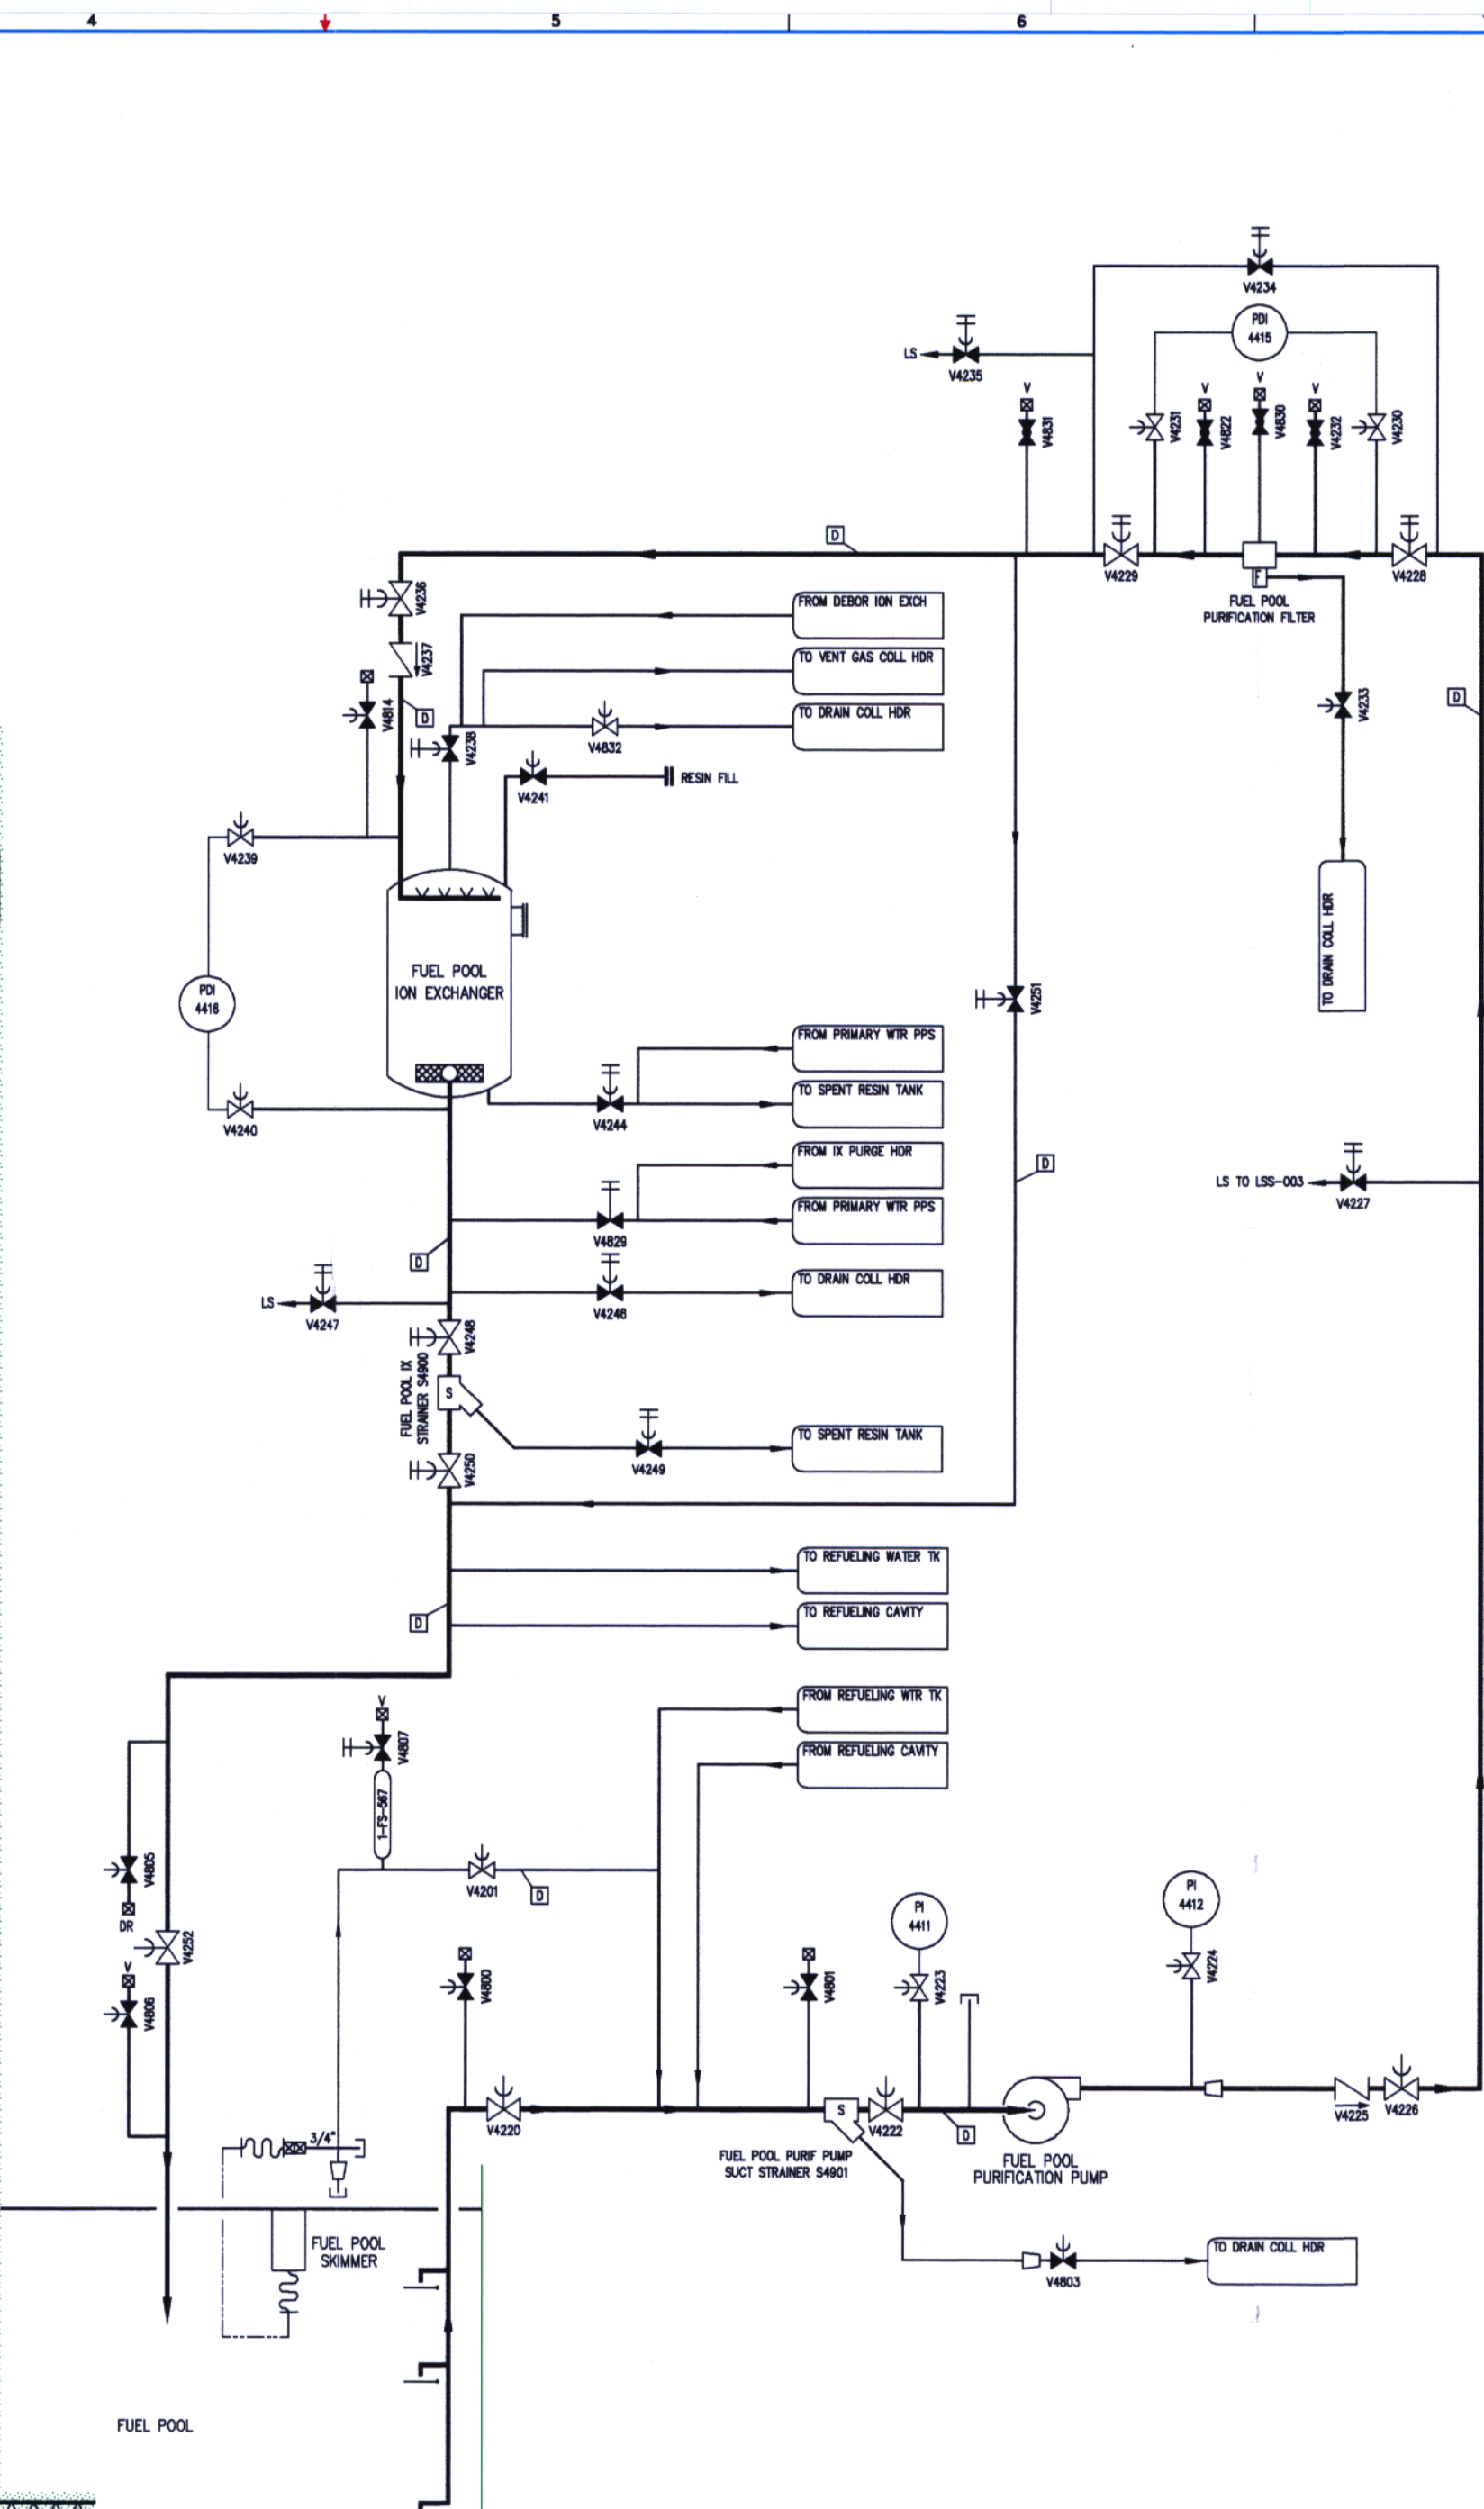 4
5
6
V4234
PDI
4415
LS
V4235
V
V4831
V4231
V
V4822
V
V4830
V
V4232
V4230
D
V4229
V4228
F
FUEL POOL
PURIFICATION FILTER
V4236
FROM DEBOR ION EXCH
V4237
TO VENT GAS COLL HDR
V4233
D
V4814
D
TO DRAIN COLL HDR
V4238
V4832
V4241
RESIN FILL
V4239
TO DRAIN COLL HDR
FUEL POOL
ION EXCHANGER
PDI
4416
V4251
FROM PRIMARY WTR PPS
TO SPENT RESIN TANK
V4240
V4244
FROM IX PURGE HDR
D
LS TO LSS-003
V4227
FROM PRIMARY WTR PPS
V4829
D
TO DRAIN COLL HDR
LS
V4247
V4246
V4248
FUEL POOL IX
STRAINER S4900
S
TO SPENT RESIN TANK
V4249
V4250
TO REFUELING WATER TK
D
TO REFUELING CAVITY
FROM REFUELING WTR TK
V
V4807
FROM REFUELING CAVITY
1-FS-567
V4805
V4201
D
DR
PI
4411
PI
4412
V4252
V
V4806
V4800
V4801
V4223
V4224
V4220
S
V4222
D
V4225
V4226
3/4"
FUEL POOL PURIF PUMP
SUCT STRAINER S4901
FUEL POOL
PURIFICATION PUMP
FUEL POOL
SKIMMER
TO DRAIN COLL HDR
V4803
FUEL POOL